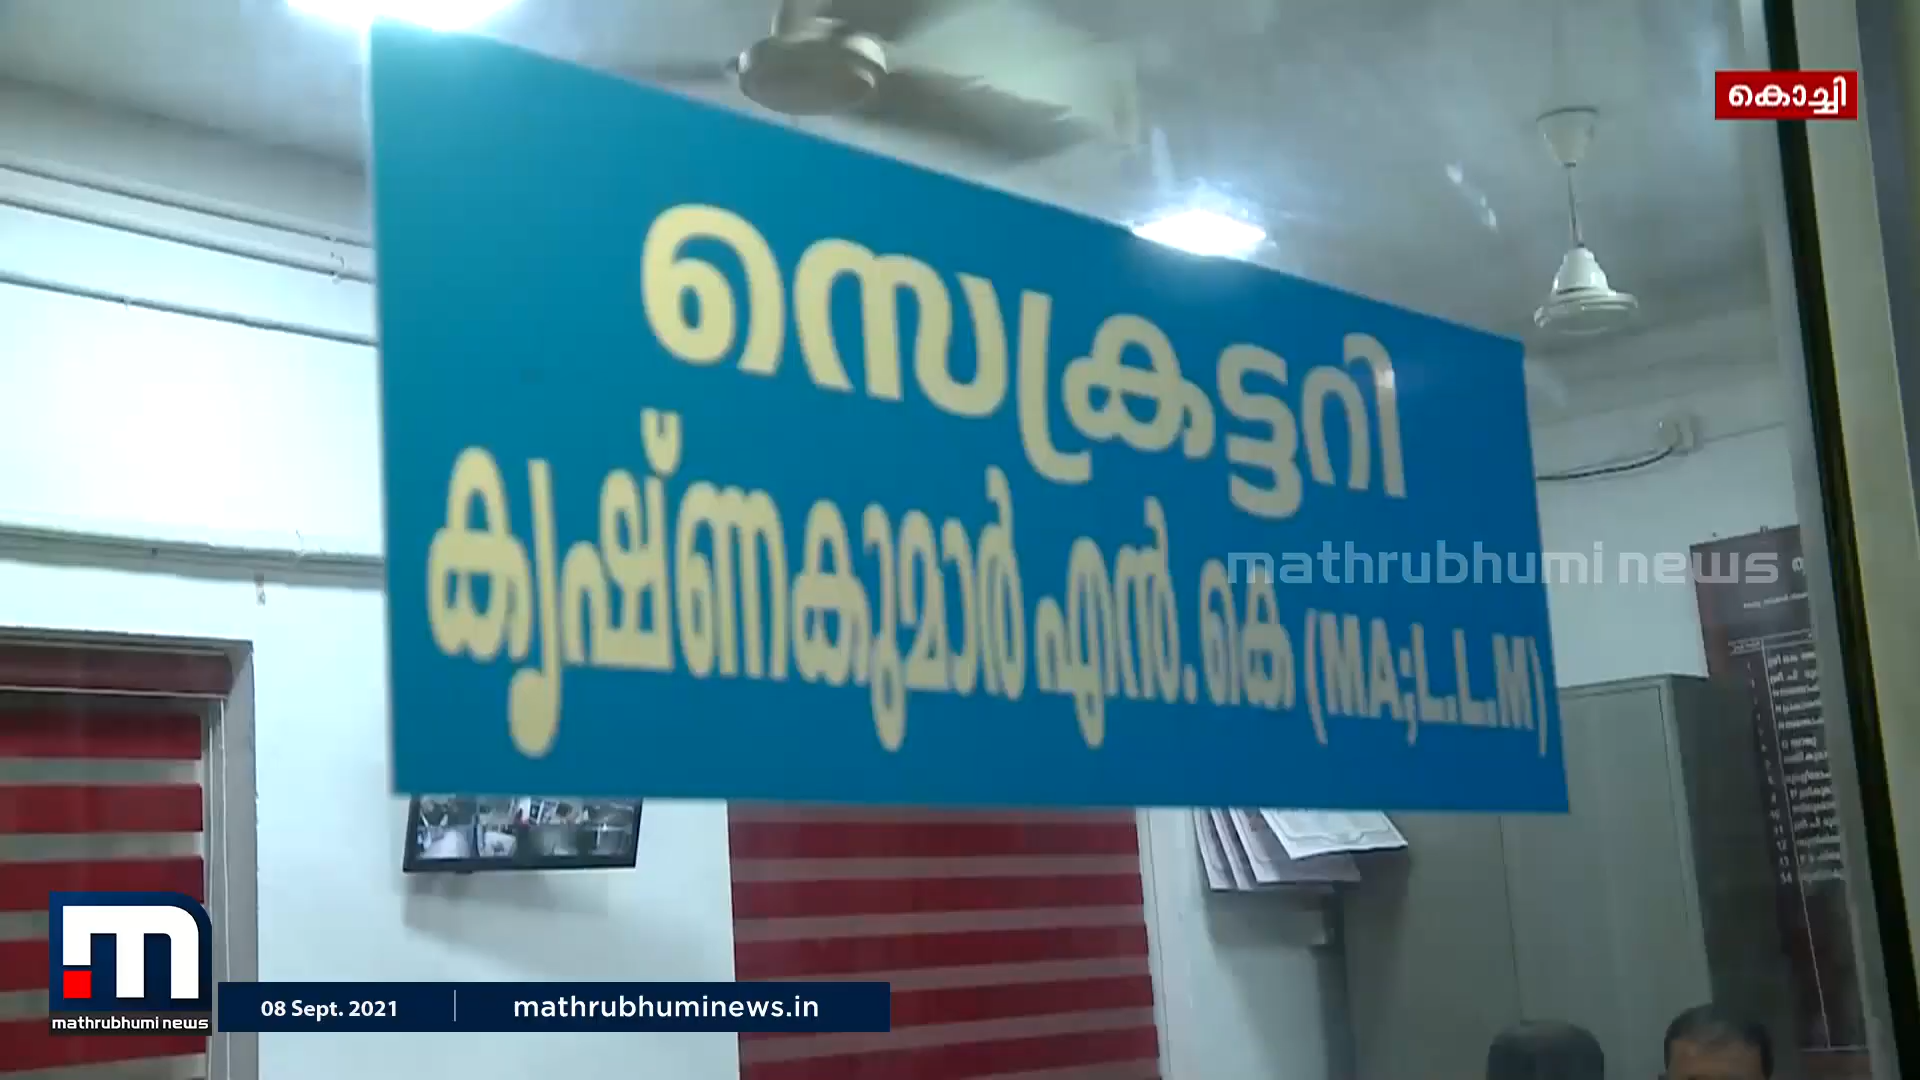 കൊച്ചി
സെക്രട്ടറി
കൃഷ്ണകുമാർ എൻ. കെ (MA;L.L.M)
mathrubhumi news
mathrubhumi news
08 Sept. 2021
mathrubhuminews.in